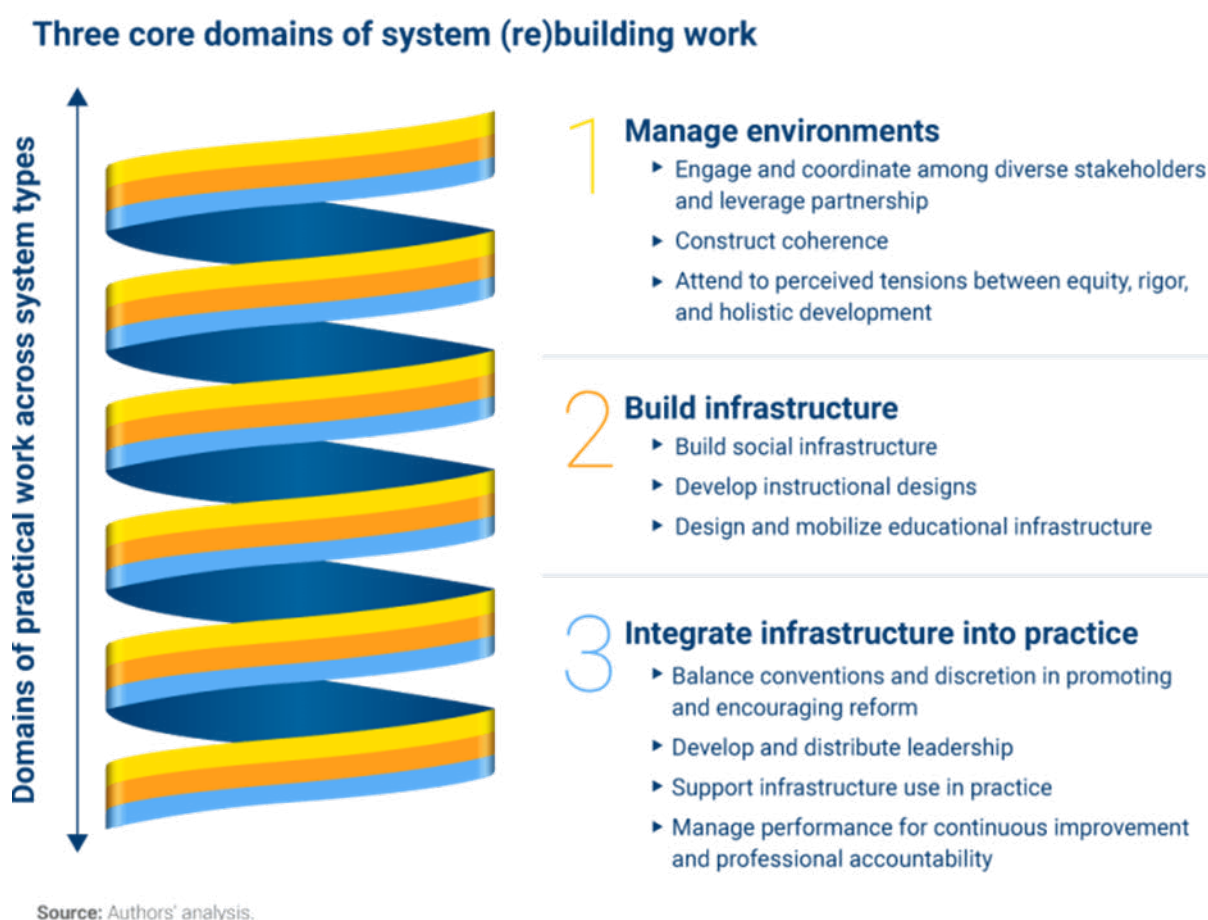 Three core domains of system (re)building work
Domains of practical work across system types
1
Manage environments
▸ Engage and coordinate among diverse stakeholders
and leverage partnership
▸ Construct coherence
▸ Attend to perceived tensions between equity, rigor,
and holistic development
2
Build infrastructure
▸ Build social infrastructure
▸ Develop instructional designs
▸ Design and mobilize educational infrastructure
3
Integrate infrastructure into practice
▸ Balance conventions and discretion in promoting
and encouraging reform
▸ Develop and distribute leadership
▸ Support infrastructure use in practice
▸ Manage performance for continuous improvement
and professional accountability
Source: Authors' analysis.